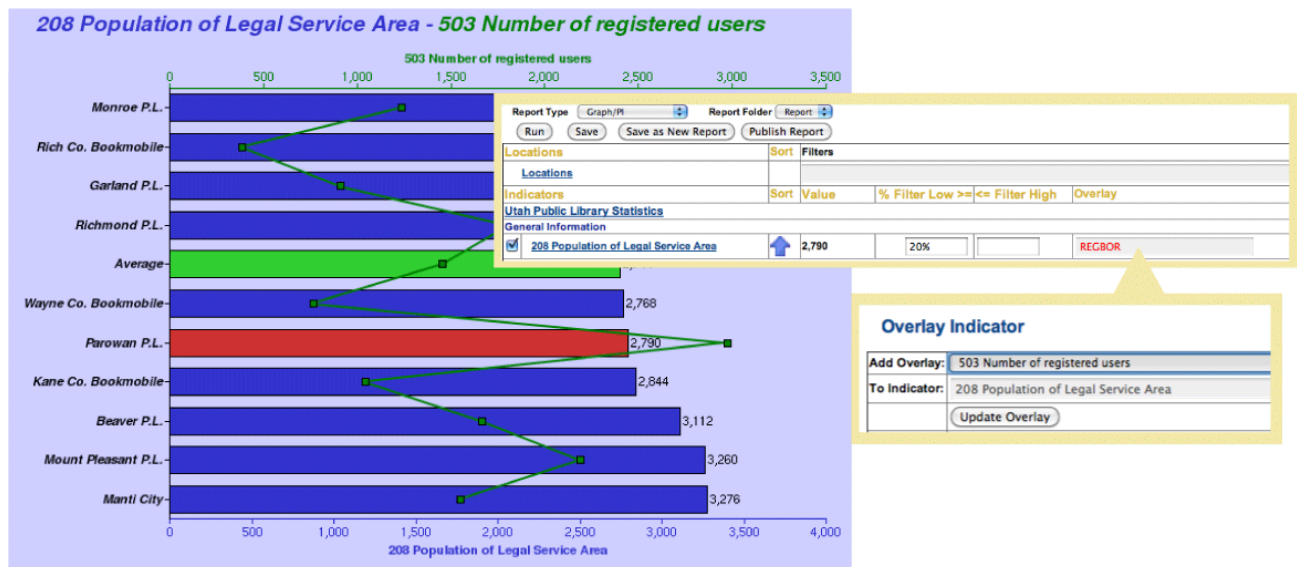 208 Population of Legal Service Area - 503 Number of registered users
503 Number of registered users
0 500 1,000 1,500 2,000 2,500 3,000 3,500
Monroe P.L.
Rich Co. Bookmobile
Garland P.L.
Richmond P.L.
Average
Wayne Co. Bookmobile 2,768
Parowan P.L. 2,790
Kane Co. Bookmobile 2,844
Beaver P.L. 3,112
Mount Pleasant P.L. 3,260
Manti City 3,276
0 500 1,000 1,500 2,000 2,500 3,000 3,500 4,000
208 Population of Legal Service Area
Report Type Graph/PI Report Folder Report
Run Save Save as New Report Publish Report
Locations Sort Filters
Locations
Indicators Sort Value % Filter Low >= <= Filter High Overlay
Utah Public Library Statistics
General Information
208 Population of Legal Service Area 2,790 20% REGBOR
Overlay Indicator
Add Overlay: 503 Number of registered users
To Indicator: 208 Population of Legal Service Area
Update Overlay